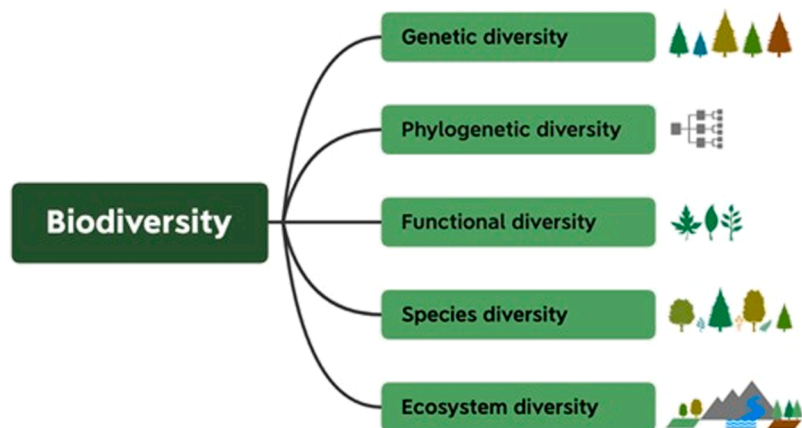 Biodiversity
Genetic diversity
Phylogenetic diversity
Functional diversity
Species diversity
Ecosystem diversity